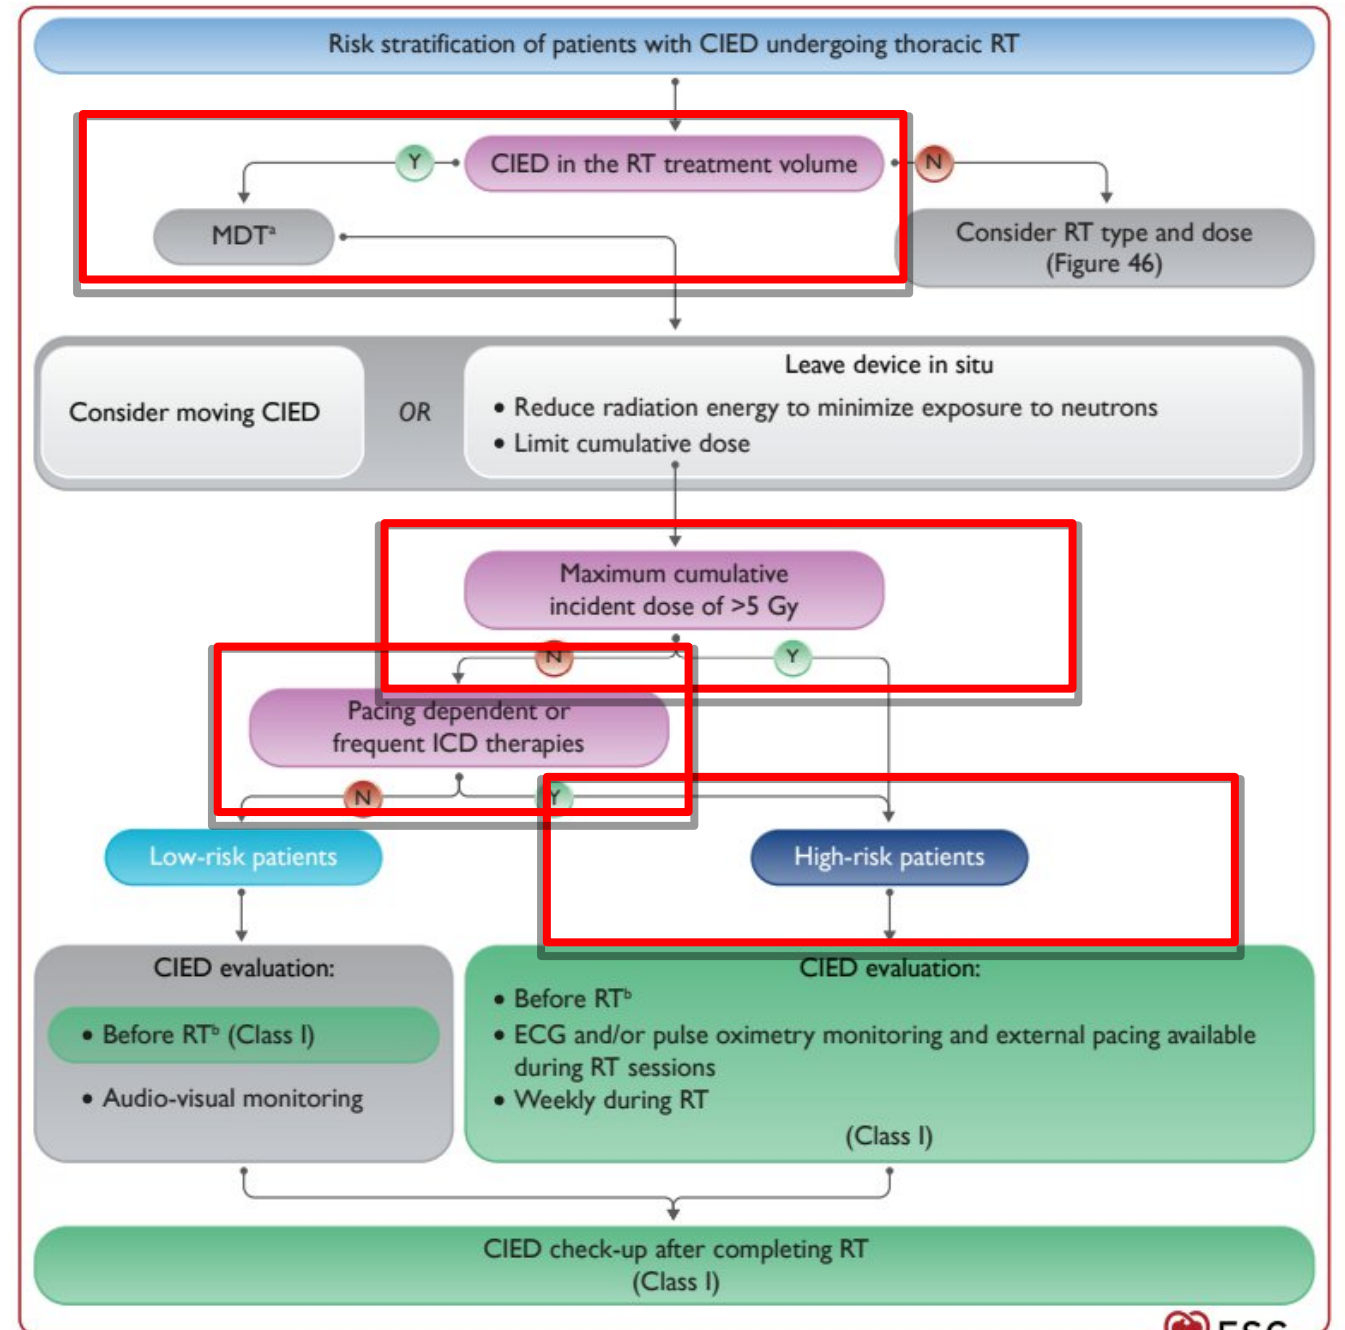 Risk stratification of patients with CIED undergoing thoracic RT
Y
CIED in the RT treatment volume
N
MDTᵃ
Consider RT type and dose
(Figure 46)
Consider moving CIED
OR
Leave device in situ
• Reduce radiation energy to minimize exposure to neutrons
• Limit cumulative dose
Maximum cumulative
incident dose of >5 Gy
N
Y
Pacing dependent or
frequent ICD therapies
N
Y
Low-risk patients
High-risk patients
CIED evaluation:
• Before RTᵇ (Class I)
• Audio-visual monitoring
CIED evaluation:
• Before RTᵇ
• ECG and/or pulse oximetry monitoring and external pacing available
during RT sessions
• Weekly during RT
(Class I)
CIED check-up after completing RT
(Class I)
ESC